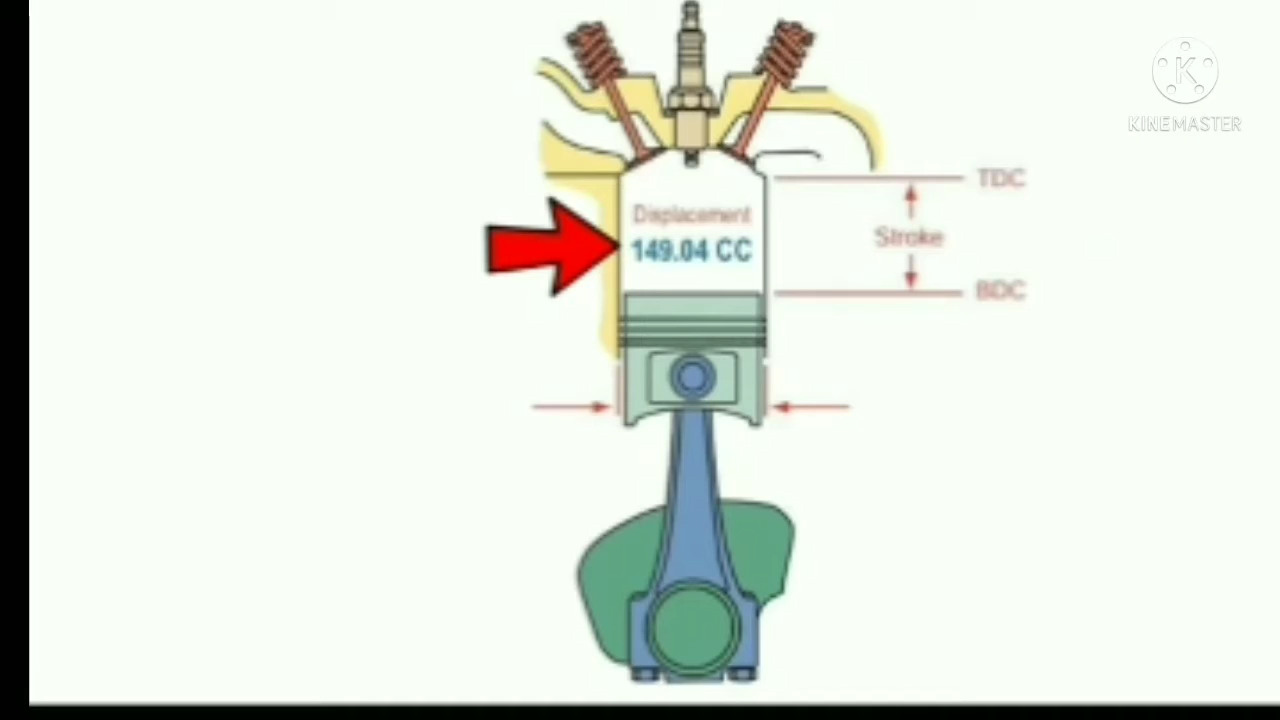 K
KINEMASTER
TDC
Displacement
Stroke
149.04 CC
BDC